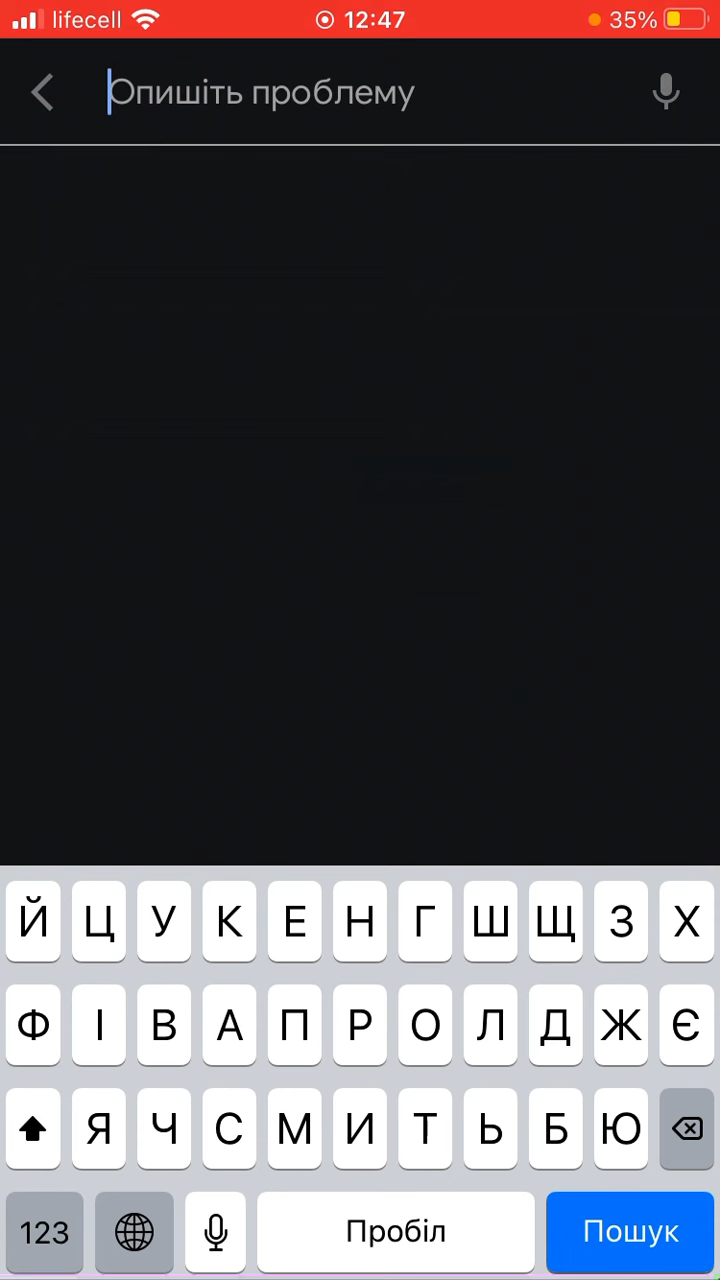 lifecell 12:47 35%
Опишіть проблему
Й Ц У К Е Н Г Ш Щ З Х
Ф І В А П Р О Л Д Ж Є
Я Ч С М И Т Ь Б Ю
123 Пробіл Пошук